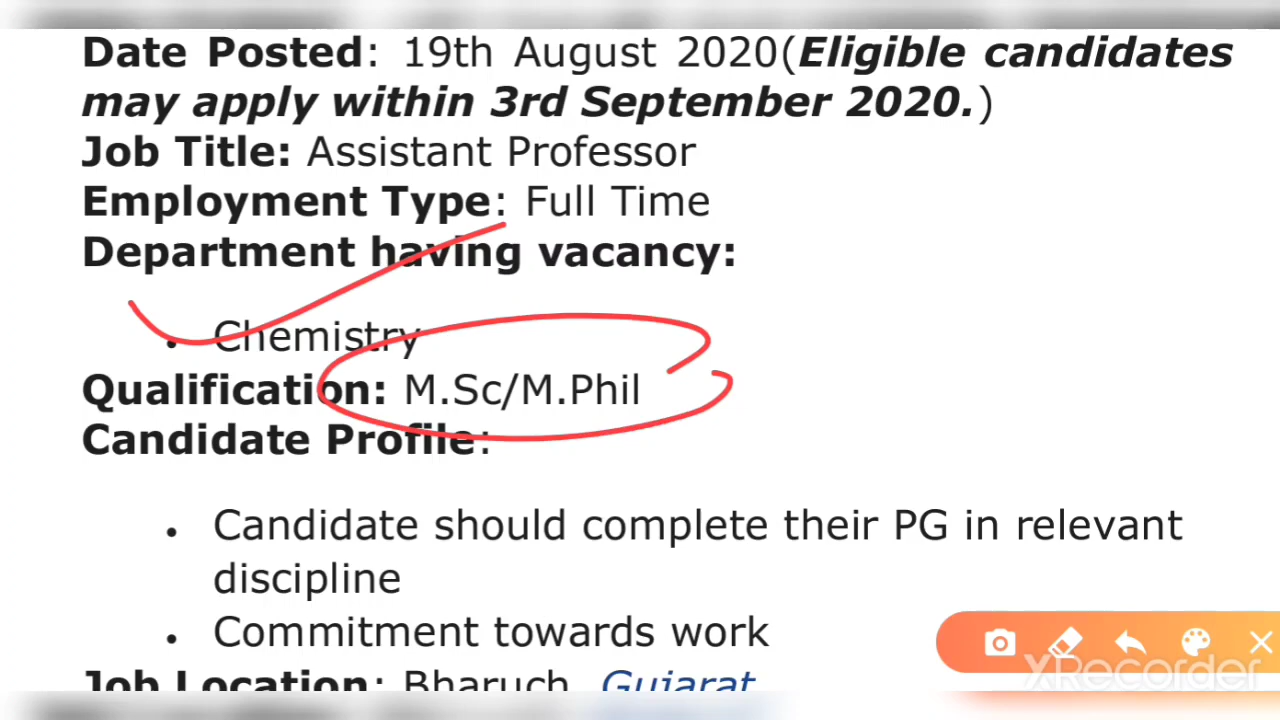 Date Posted: 19th August 2020(Eligible candidates
may apply within 3rd September 2020.)
Job Title: Assistant Professor
Employment Type: Full Time
Department having vacancy:
• Chemistry
Qualification: M.Sc/M.Phil
Candidate Profile:
• Candidate should complete their PG in relevant
discipline
• Commitment towards work
Job Location: Bharuch, Gujarat
XRecorder